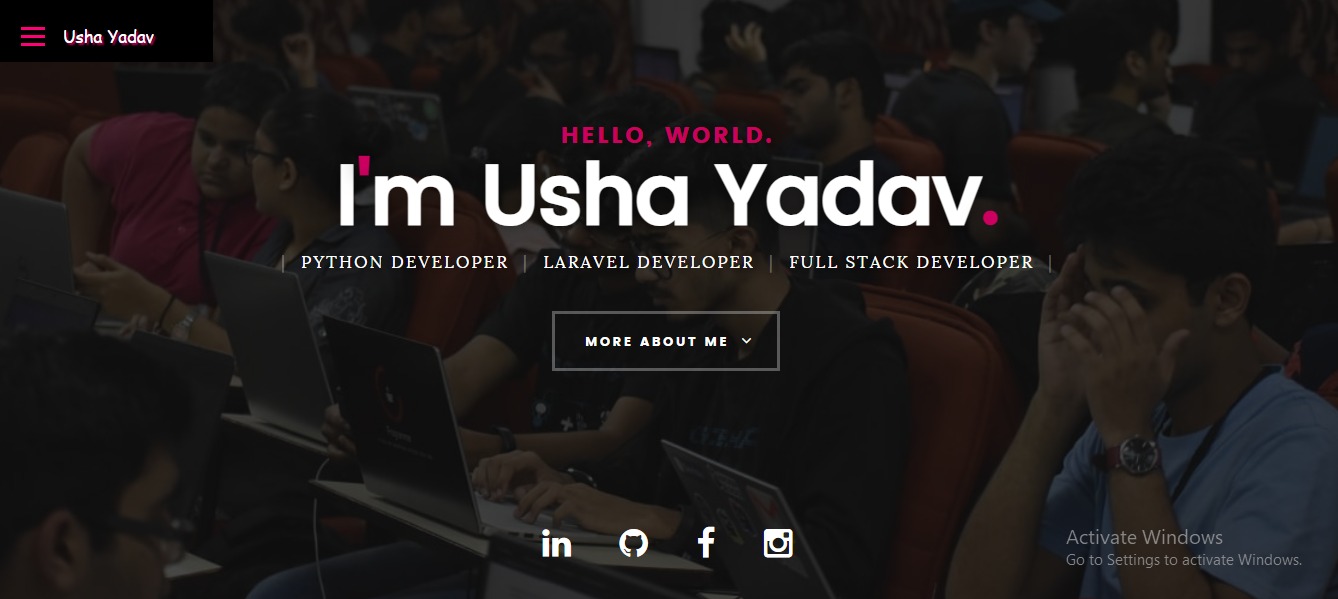 Usha Yadav
HELLO, WORLD.
I'm Usha Yadav.
| PYTHON DEVELOPER | LARAVEL DEVELOPER | FULL STACK DEVELOPER |
MORE ABOUT ME
Activate Windows
Go to Settings to activate Windows.